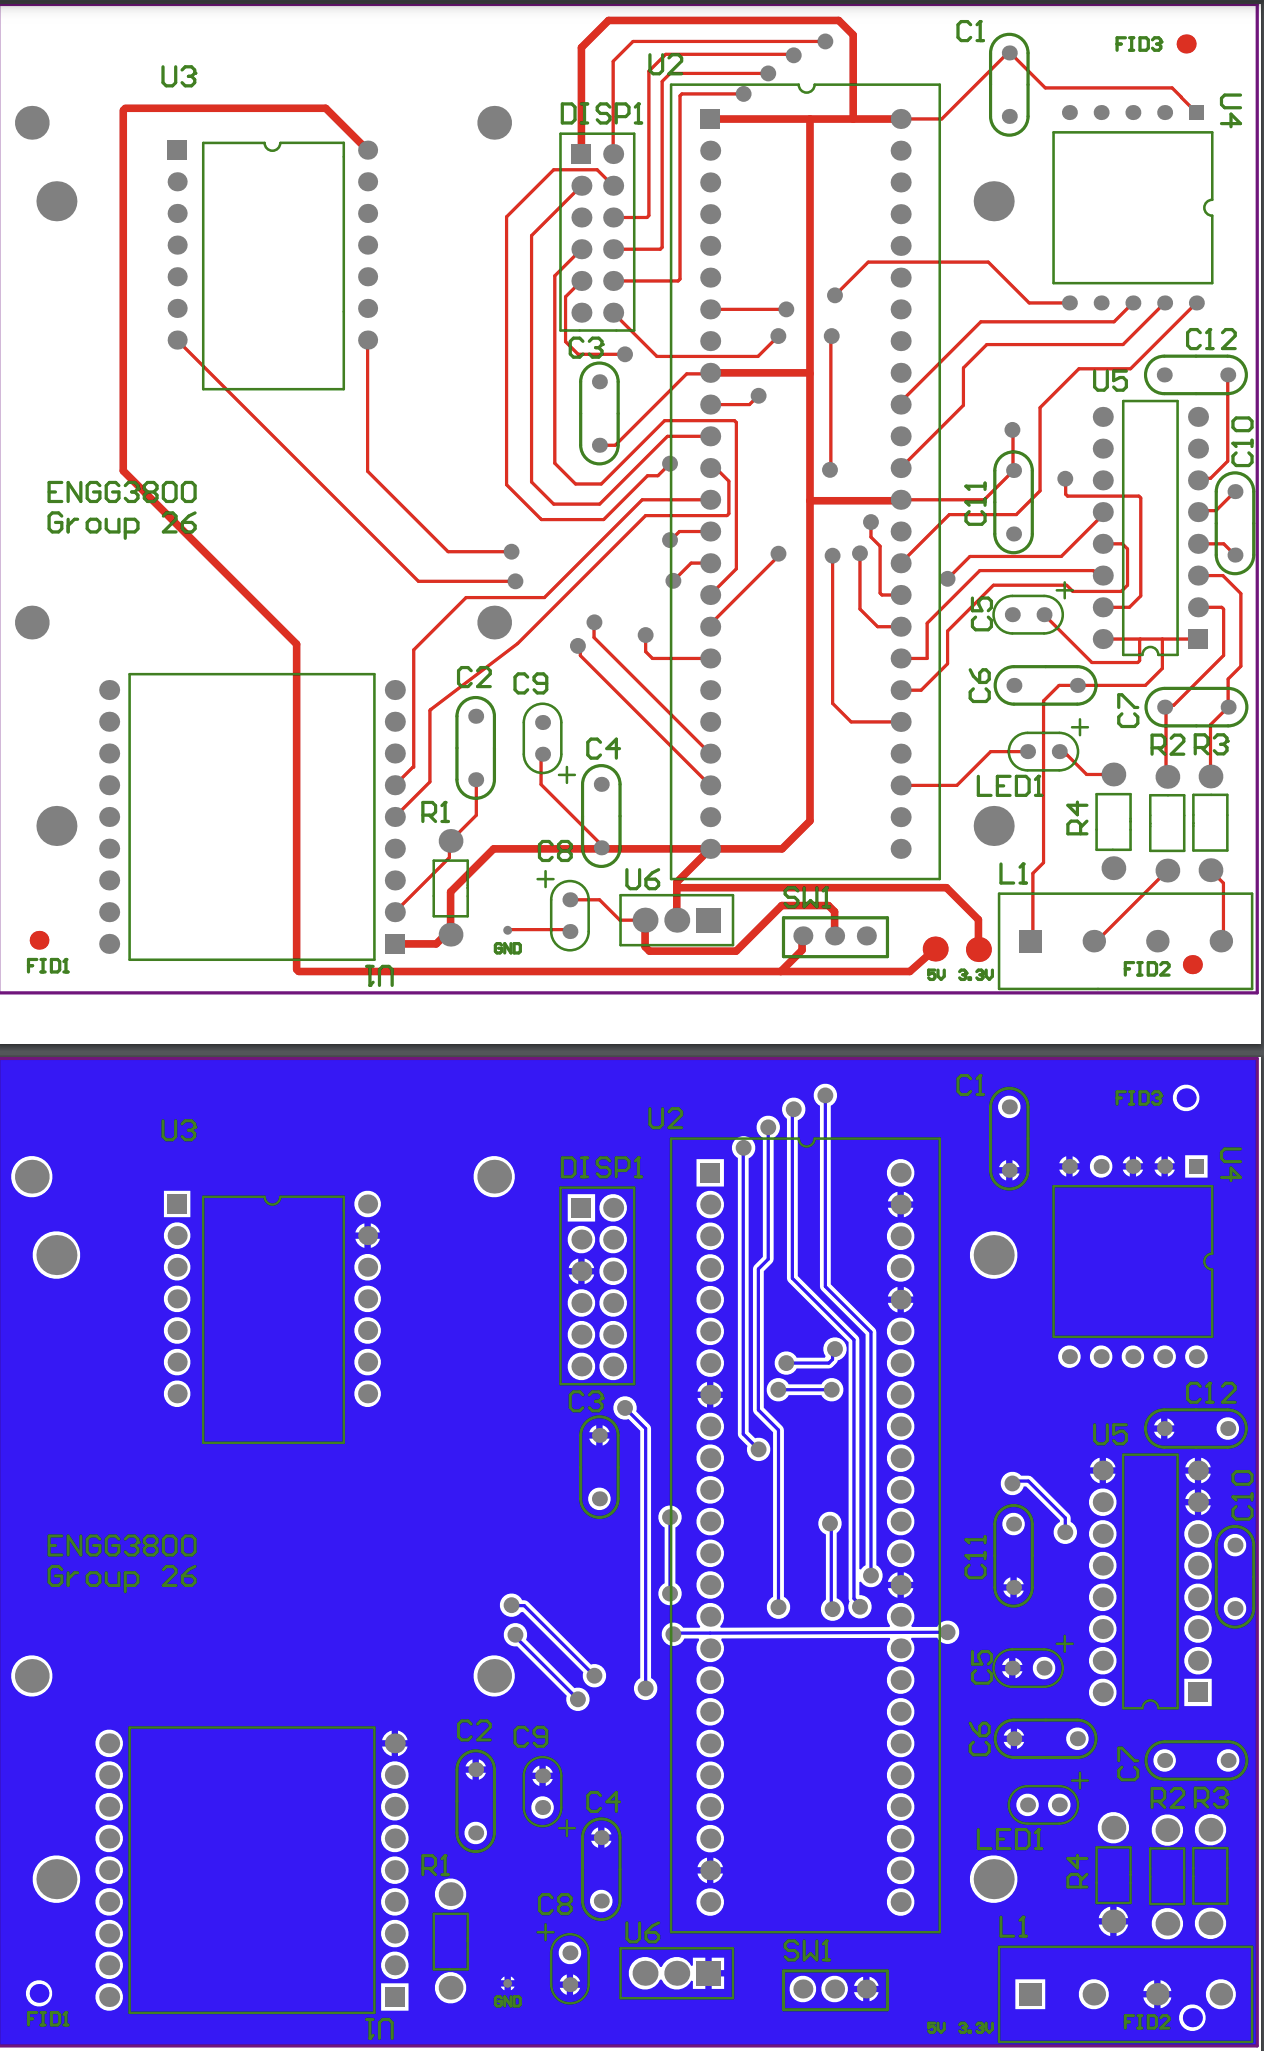 C1
FID3
U2
U3
U4
DISP1
C3
C12
U5
C10
ENGG3800
Group 26
C11
+
C5
C2
C9
C6
C7
+
C4
R2
R3
+
LED1
R1
R4
C8
+
U6
L1
SW1
GND
FID1
U1
5V
3.3V
FID2
C1
FID3
U2
U3
U4
DISP1
C3
C12
U5
C10
ENGG3800
Group 26
C11
+
C5
C2
C9
C6
C7
+
C4
R2
R3
+
LED1
R1
R4
C8
+
U6
L1
SW1
GND
FID1
U1
5V
3.3V
FID2